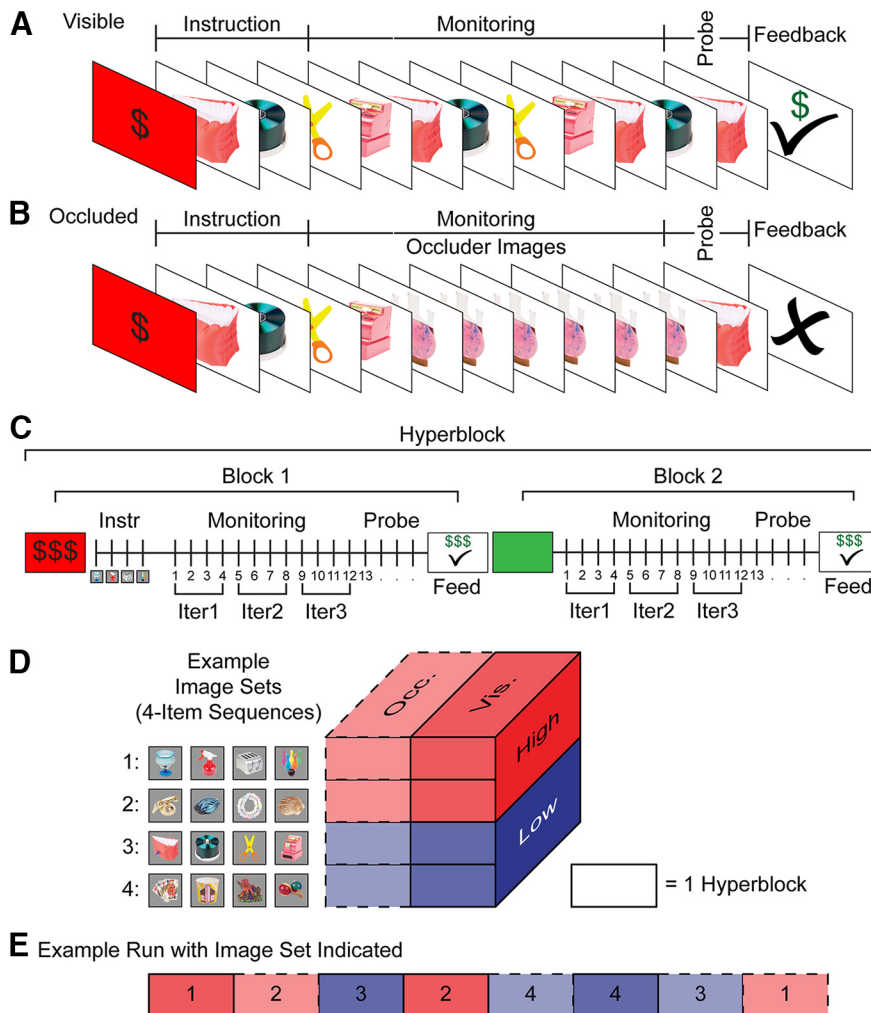 A
Visible
Instruction
Monitoring
Probe
Feedback
$
$
B
Occluded
Instruction
Monitoring
Occluder Images
Probe
Feedback
$
C
Hyperblock
Block 1
Block 2
Instr
Monitoring
Probe
Monitoring
Probe
$$$
$$$
$$$
1 2 3 4 5 6 7 8 9 10 11 12 13 . . .
Feed
1 2 3 4 5 6 7 8 9 10 11 12 13 . . .
Feed
Iter1 Iter2 Iter3
Iter1 Iter2 Iter3
D
Example
Image Sets
(4-Item Sequences)
Occ.
Vis.
High
Low
1:
2:
3:
4:
= 1 Hyperblock
E
Example Run with Image Set Indicated
1 2 3 2 4 4 3 1